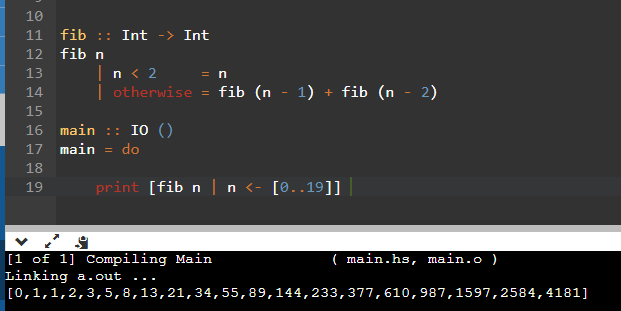 10
11 fib :: Int -> Int
12 fib n
13     | n < 2     = n
14     | otherwise = fib (n - 1) + fib (n - 2)
15
16 main :: IO ()
17 main = do
18
19     print [fib n | n <- [0..19]]
[1 of 1] Compiling Main             ( main.hs, main.o )
Linking a.out ...
[0,1,1,2,3,5,8,13,21,34,55,89,144,233,377,610,987,1597,2584,4181]